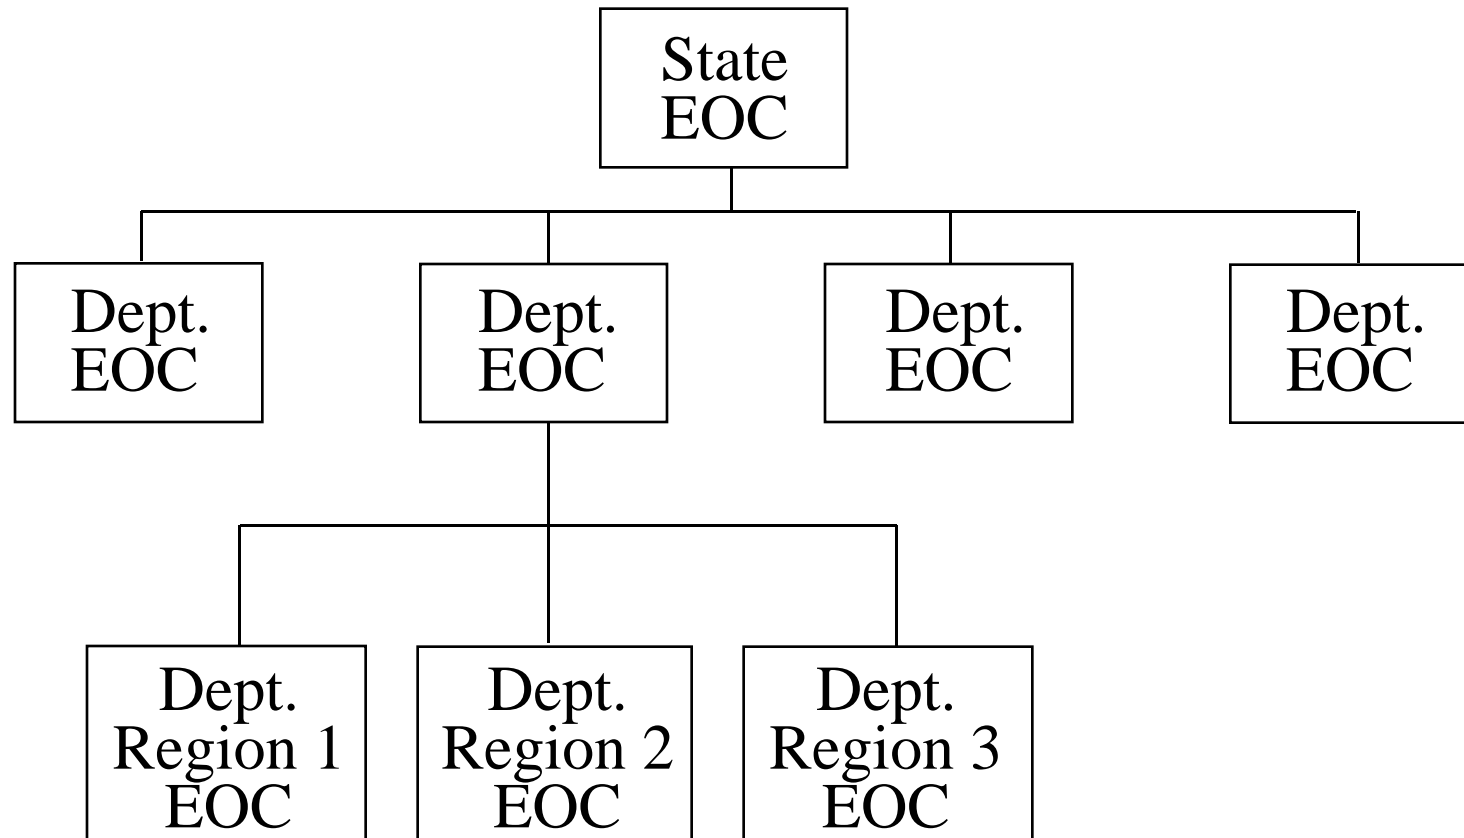 State
EOC
Dept.
EOC
Dept.
EOC
Dept.
EOC
Dept.
EOC
Dept.
Region 1
EOC
Dept.
Region 2
EOC
Dept.
Region 3
EOC